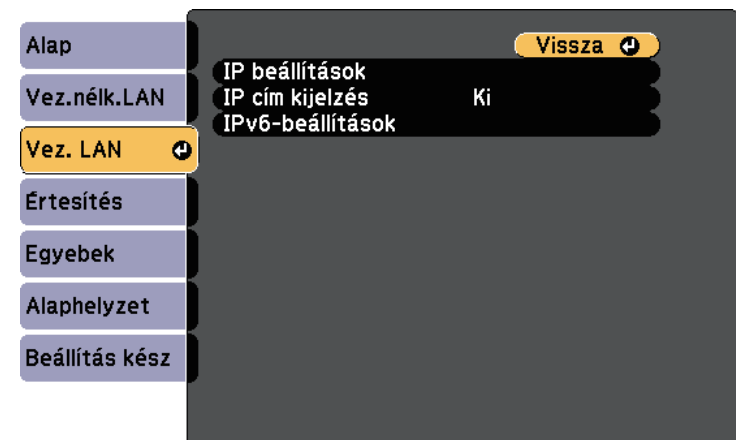 Alap
Vez.nélk.LAN
Vez. LAN
Értesítés
Egyebek
Alaphelyzet
Beállítás kész
Vissza
IP beállítások
IP cím kijelzés Ki
IPv6-beállítások